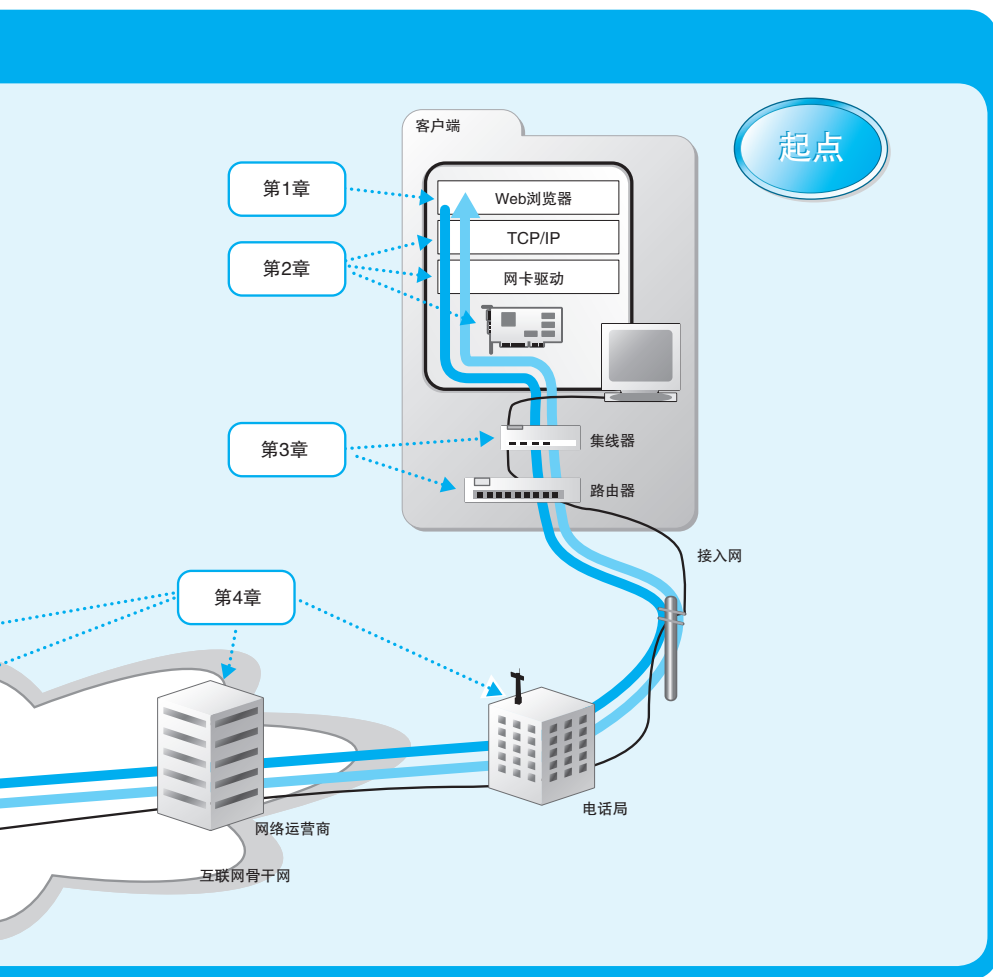 客户端
起点
第1章
Web浏览器
TCP/IP
第2章
网卡驱动
第3章
集线器
路由器
接入网
第4章
电话局
网络运营商
互联网骨干网